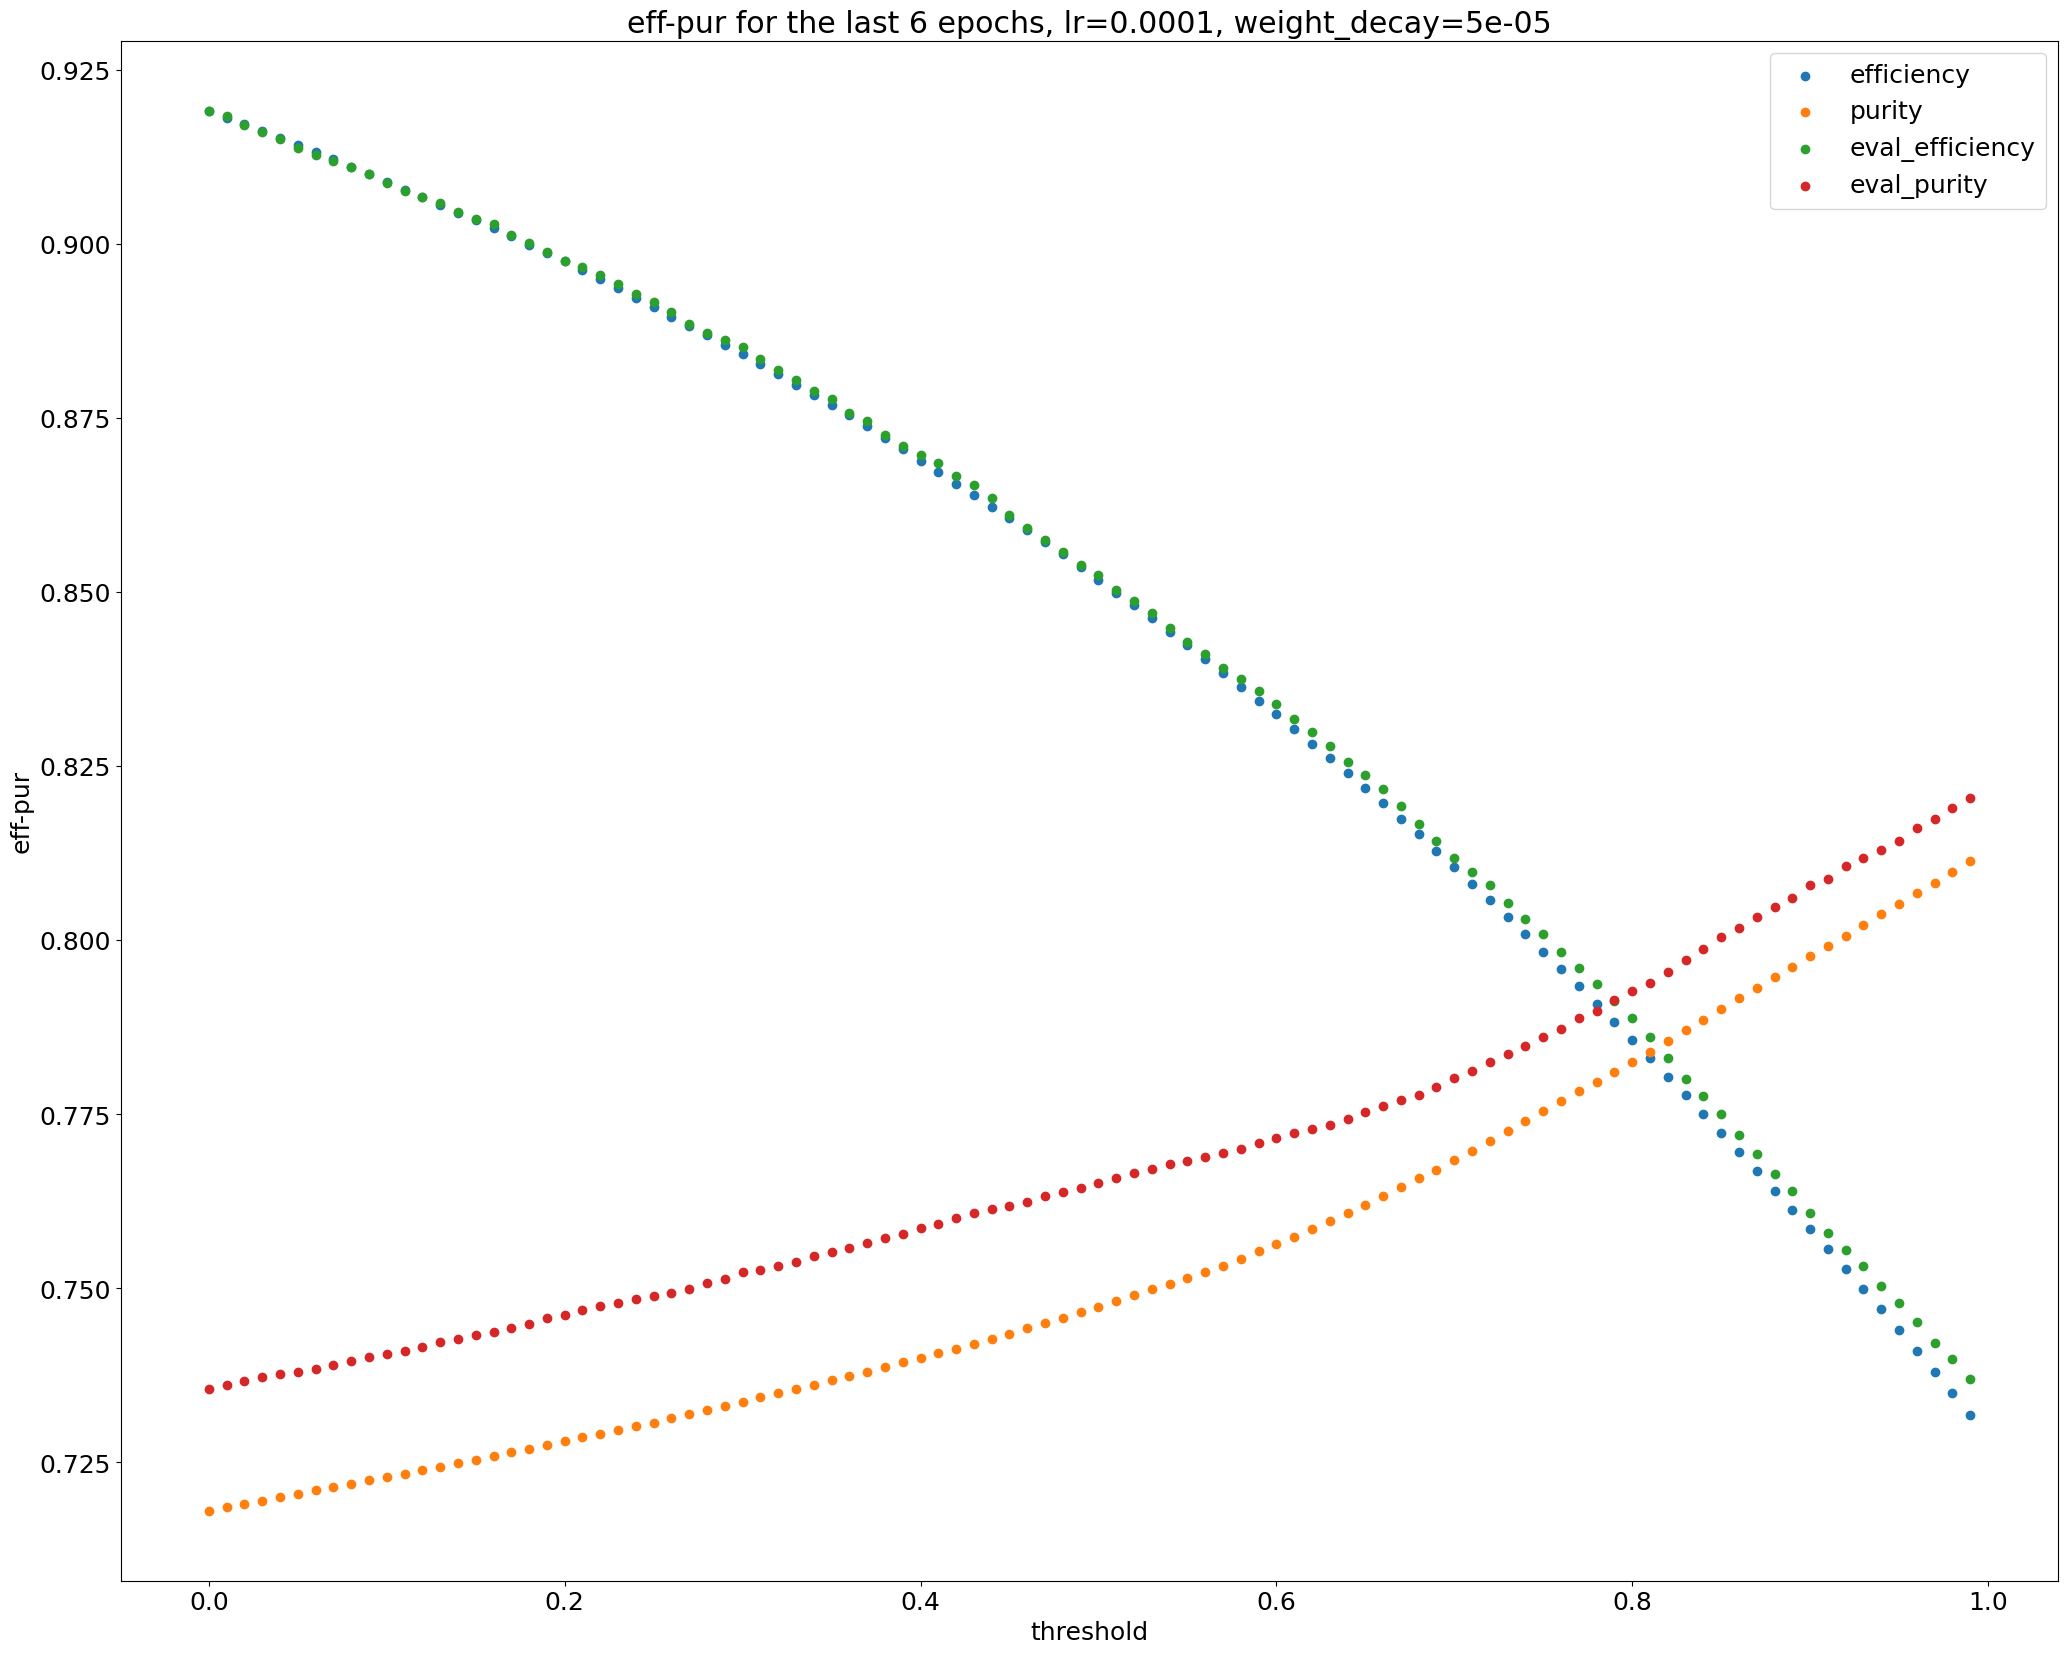 eff-pur for the last 6 epochs, lr=0.0001, weight_decay=5e-05
efficiency
purity
eval_efficiency
eval_purity
0.925
0.900
0.875
0.850
0.825
0.800
0.775
0.750
0.725
eff-pur
0.0 0.2 0.4 0.6 0.8 1.0
threshold